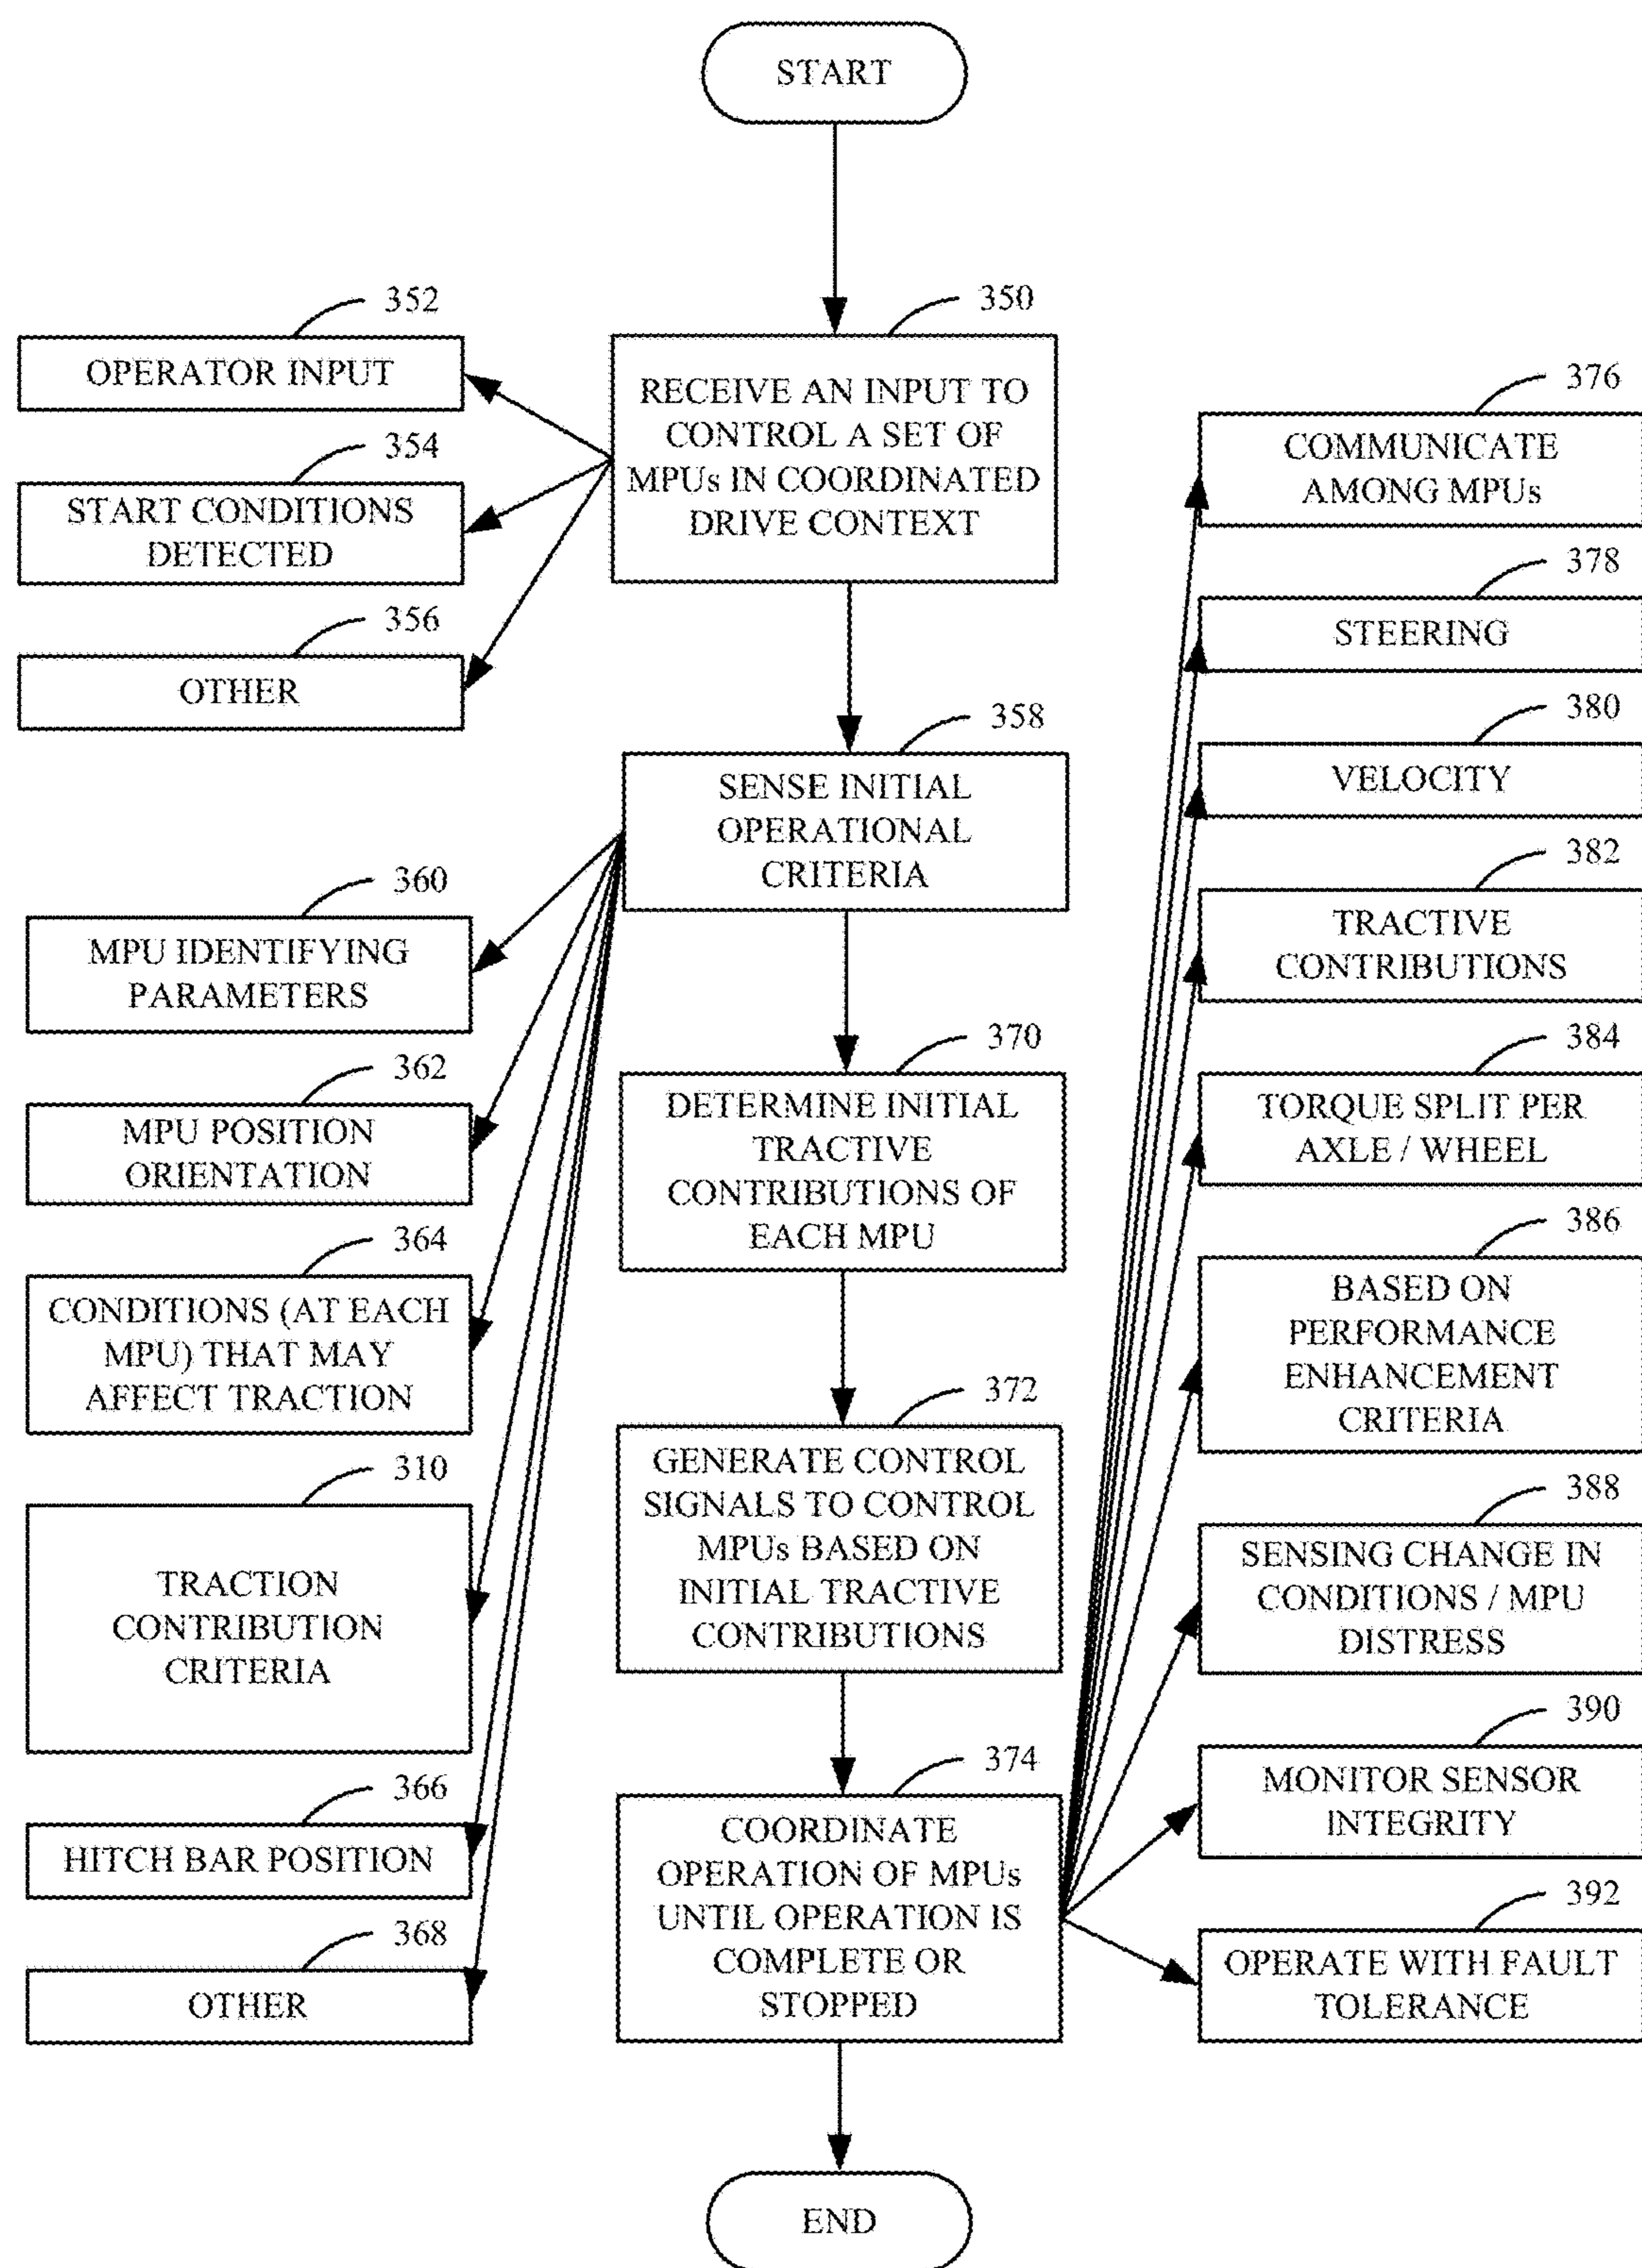 START
350
RECEIVE AN INPUT TO
CONTROL A SET OF
MPUs IN COORDINATED
DRIVE CONTEXT
352
OPERATOR INPUT
354
START CONDITIONS
DETECTED
356
OTHER
358
SENSE INITIAL
OPERATIONAL
CRITERIA
360
MPU IDENTIFYING
PARAMETERS
362
MPU POSITION
ORIENTATION
364
CONDITIONS (AT EACH
MPU) THAT MAY
AFFECT TRACTION
310
TRACTION
CONTRIBUTION
CRITERIA
366
HITCH BAR POSITION
368
OTHER
370
DETERMINE INITIAL
TRACTIVE
CONTRIBUTIONS OF
EACH MPU
372
GENERATE CONTROL
SIGNALS TO CONTROL
MPUs BASED ON
INITIAL TRACTIVE
CONTRIBUTIONS
374
COORDINATE
OPERATION OF MPUs
UNTIL OPERATION IS
COMPLETE OR
STOPPED
376
COMMUNICATE
AMONG MPUs
378
STEERING
380
VELOCITY
382
TRACTIVE
CONTRIBUTIONS
384
TORQUE SPLIT PER
AXLE / WHEEL
386
BASED ON
PERFORMANCE
ENHANCEMENT
CRITERIA
388
SENSING CHANGE IN
CONDITIONS / MPU
DISTRESS
390
MONITOR SENSOR
INTEGRITY
392
OPERATE WITH FAULT
TOLERANCE
END